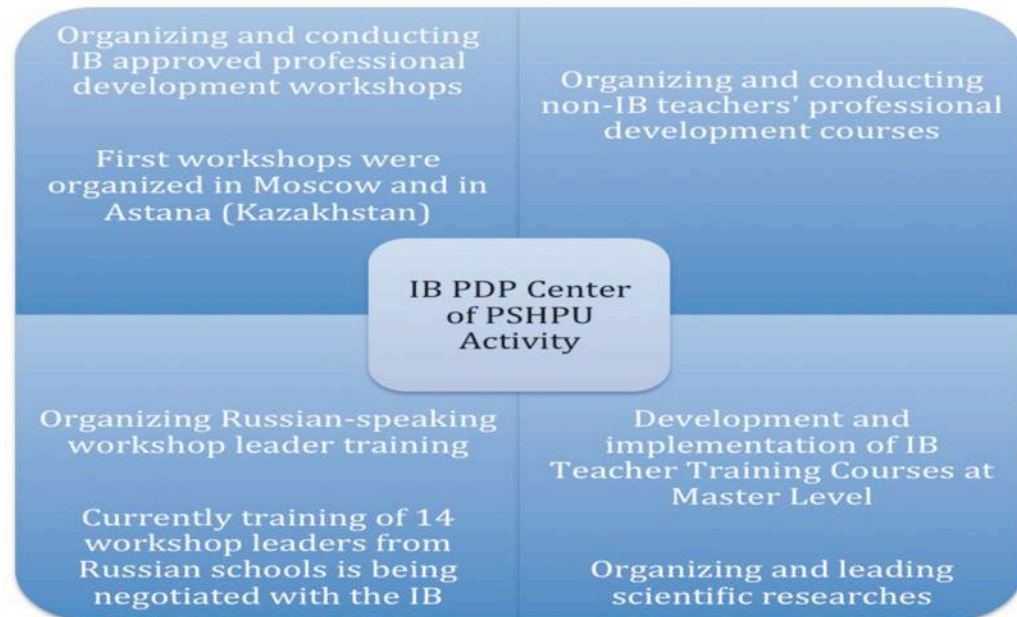 Organizing and conducting
IB approved professional
development workshops
First workshops were
organized in Moscow and in
Astana (Kazakhstan)
Organizing and conducting
non-IB teachers' professional
development courses
IB PDP Center
of PSHPU
Activity
Organizing Russian-speaking
workshop leader training
Currently training of 14
workshop leaders from
Russian schools is being
negotiated with the IB
Development and
implementation of IB
Teacher Training Courses at
Master Level
Organizing and leading
scientific researches